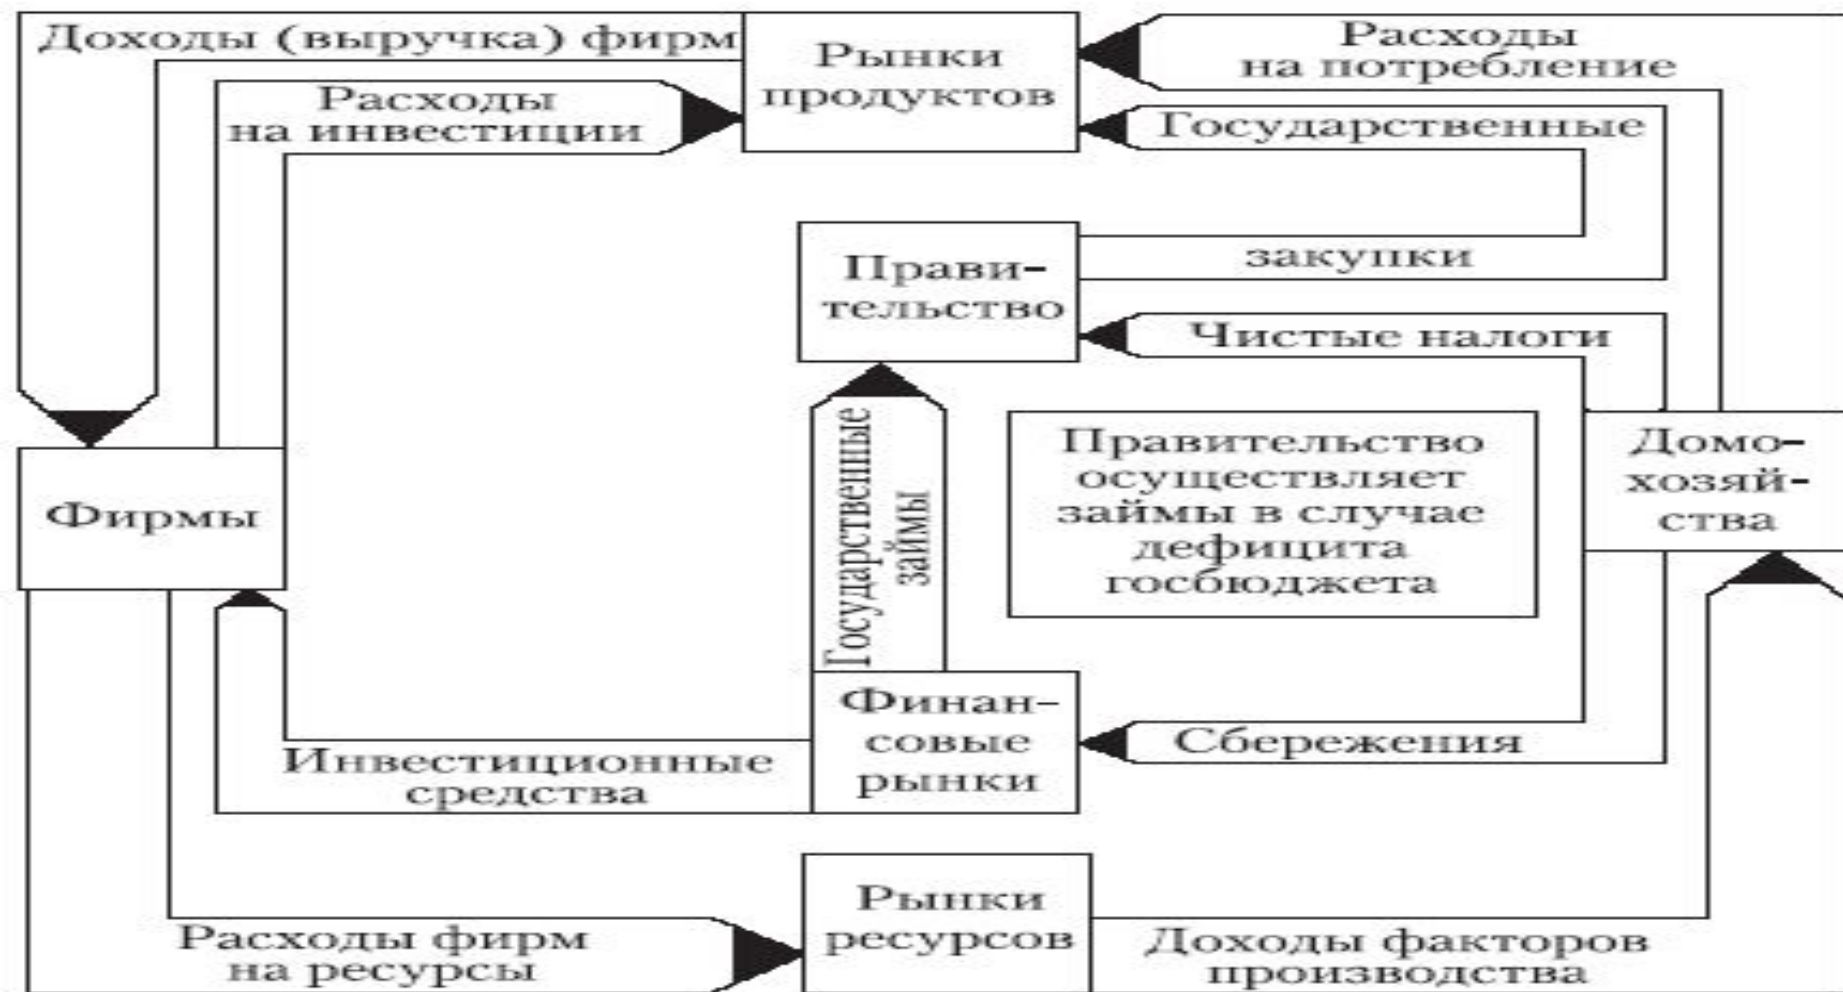 Доходы (выручка) фирм
Рынки
продуктов
Расходы
на потребление
Расходы
на инвестиции
Государственные
закупки
Прави-
тельство
Чистые налоги
Государственные
займы
Правительство
осуществляет
займы в случае
дефицита
госбюджета
Домо-
хозяй-
ства
Фирмы
Финан-
совые
рынки
Сбережения
Инвестиционные
средства
Рынки
ресурсов
Расходы фирм
на ресурсы
Доходы факторов
производства